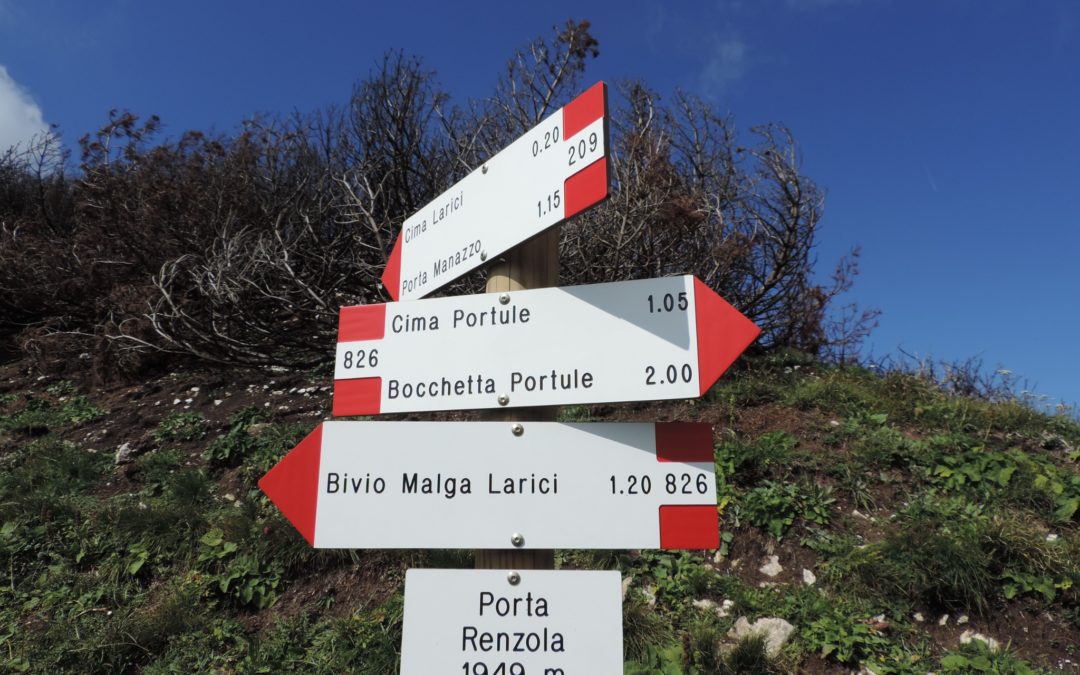 Cima Larici 0.20
209
Porta Manazzo 1.15
Cima Portule 1.05
826
Bocchetta Portule 2.00
Bivio Malga Larici 1.20 826
Porta
Renzola
1949 m